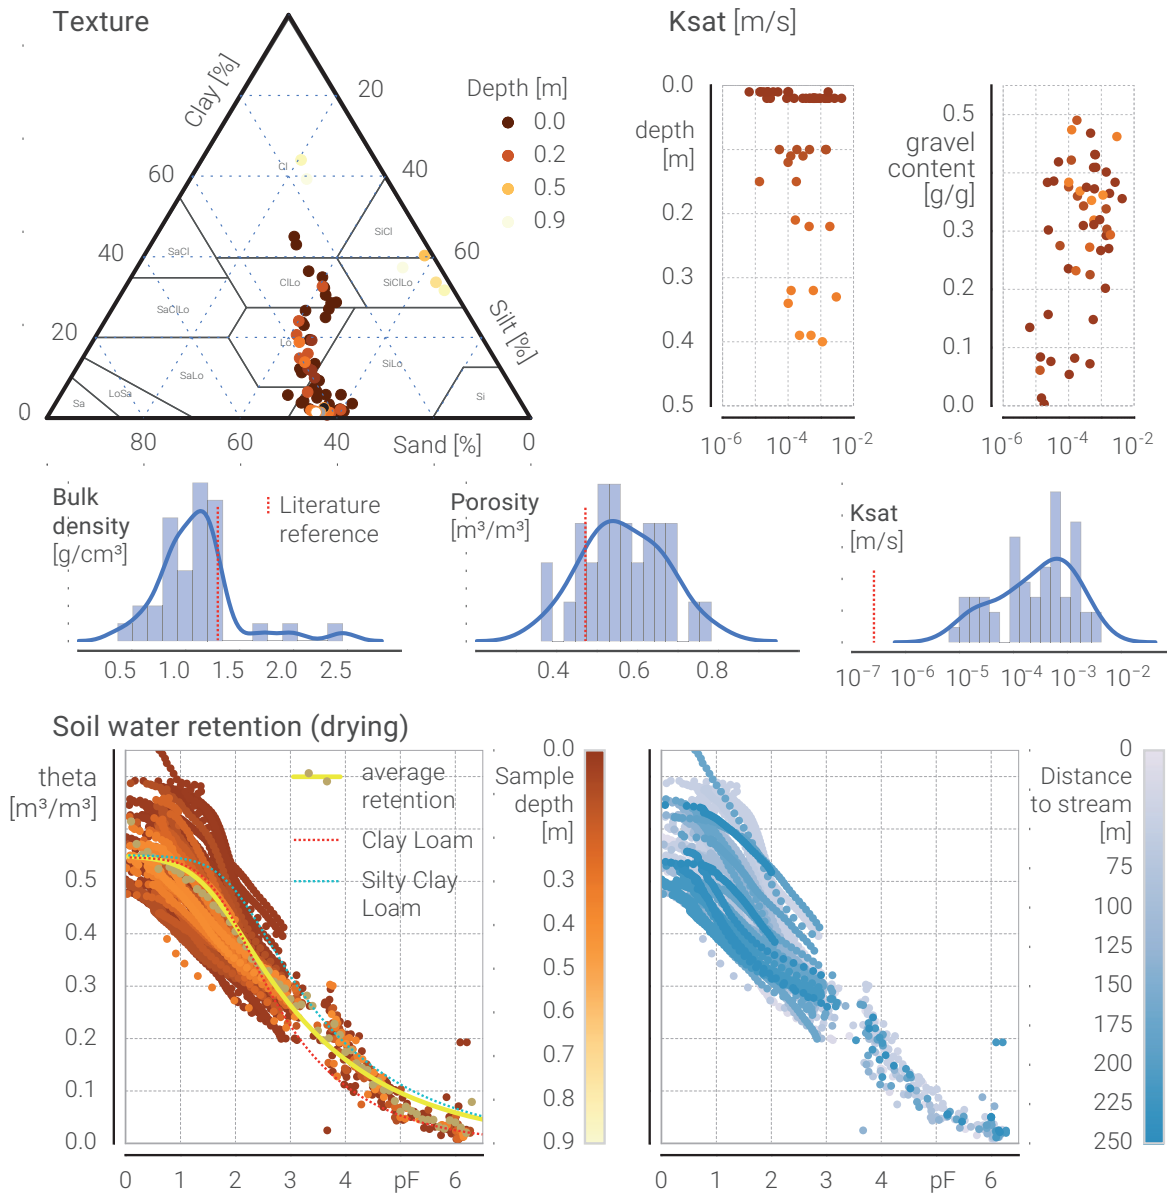 Texture
Clay [%]
20
40
60
60
40
20
0
Silt [%]
80
60
40
Sand [%]
0
Cl
SiCl
SaCl
ClLo
SiClLo
SaClLo
Lo
SaLo
SiLo
LoSa
Sa
Si
Depth [m]
0.0
0.2
0.5
0.9
Ksat [m/s]
0.0
depth
[m]
0.2
0.3
0.4
0.5
10⁻⁶
10⁻⁴
10⁻²
0.5
gravel
content
[g/g]
0.3
0.2
0.1
0.0
10⁻⁶
10⁻⁴
10⁻²
Bulk
density
[g/cm³]
Literature
reference
0.5
1.0
1.5
2.0
2.5
Porosity
[m³/m³]
0.4
0.6
0.8
Ksat
[m/s]
10⁻⁷
10⁻⁶
10⁻⁵
10⁻⁴
10⁻³
10⁻²
Soil water retention (drying)
theta
[m³/m³]
0.5
0.4
0.3
0.2
0.1
0.0
0
1
2
3
4
pF
6
average
retention
Clay Loam
Silty Clay
Loam
Sample
depth
[m]
0.0
0.3
0.4
0.5
0.6
0.7
0.8
0.9
0
1
2
3
4
pF
6
Distance
to stream
[m]
0
75
100
125
150
175
200
225
250